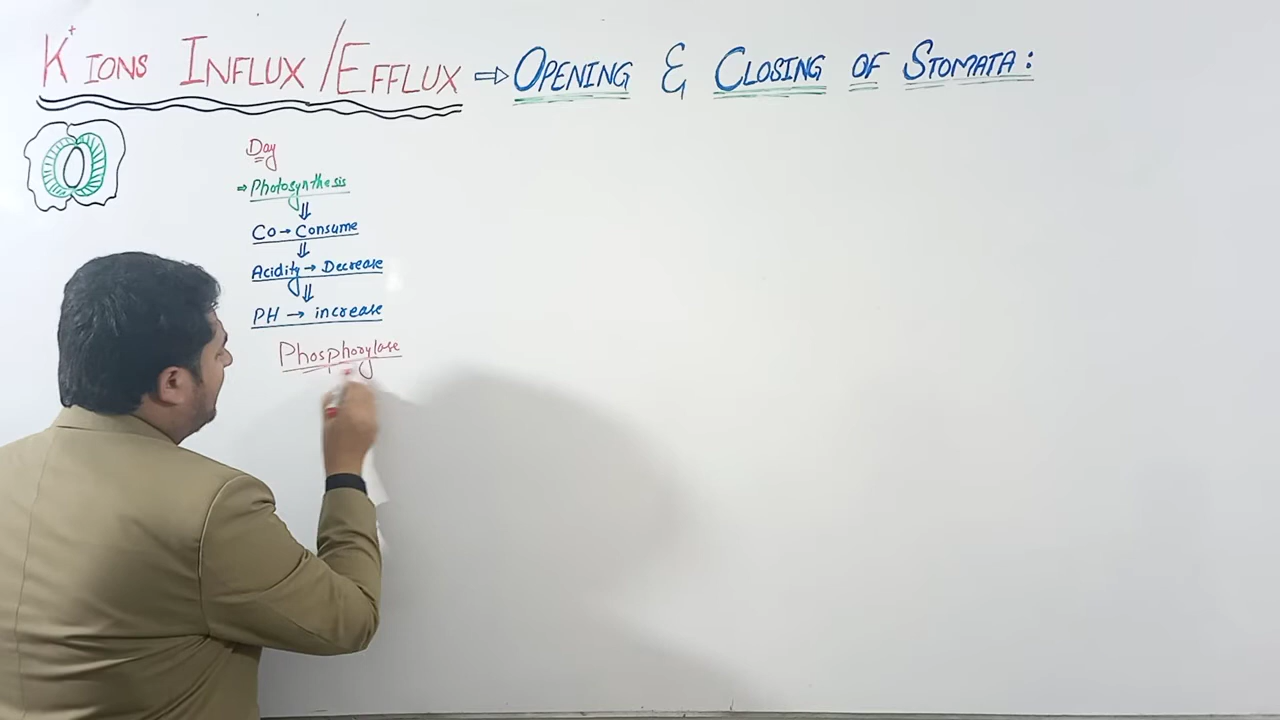 K⁺ IONS INFLUX/EFFLUX ⇒ OPENING & CLOSING OF STOMATA:
Day
⇒ Photosynthesis
CO → Consume
Acidity → Decrease
PH → increase
Phosphorylase